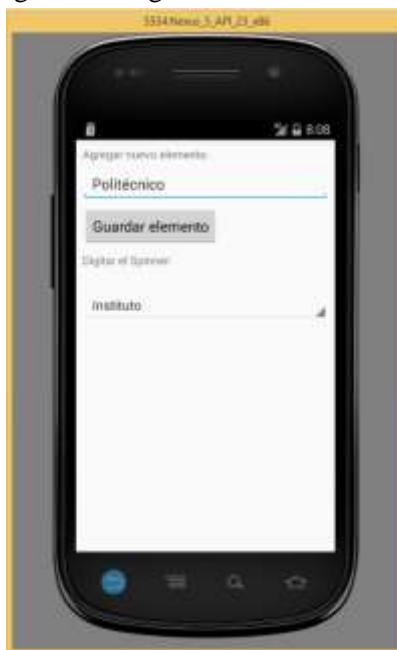 5554:Nexus_5_API_23_x86
8:08
Agregar nuevo elemento:
Politécnico
Guardar elemento
Digitar el Spinner:
Instituto